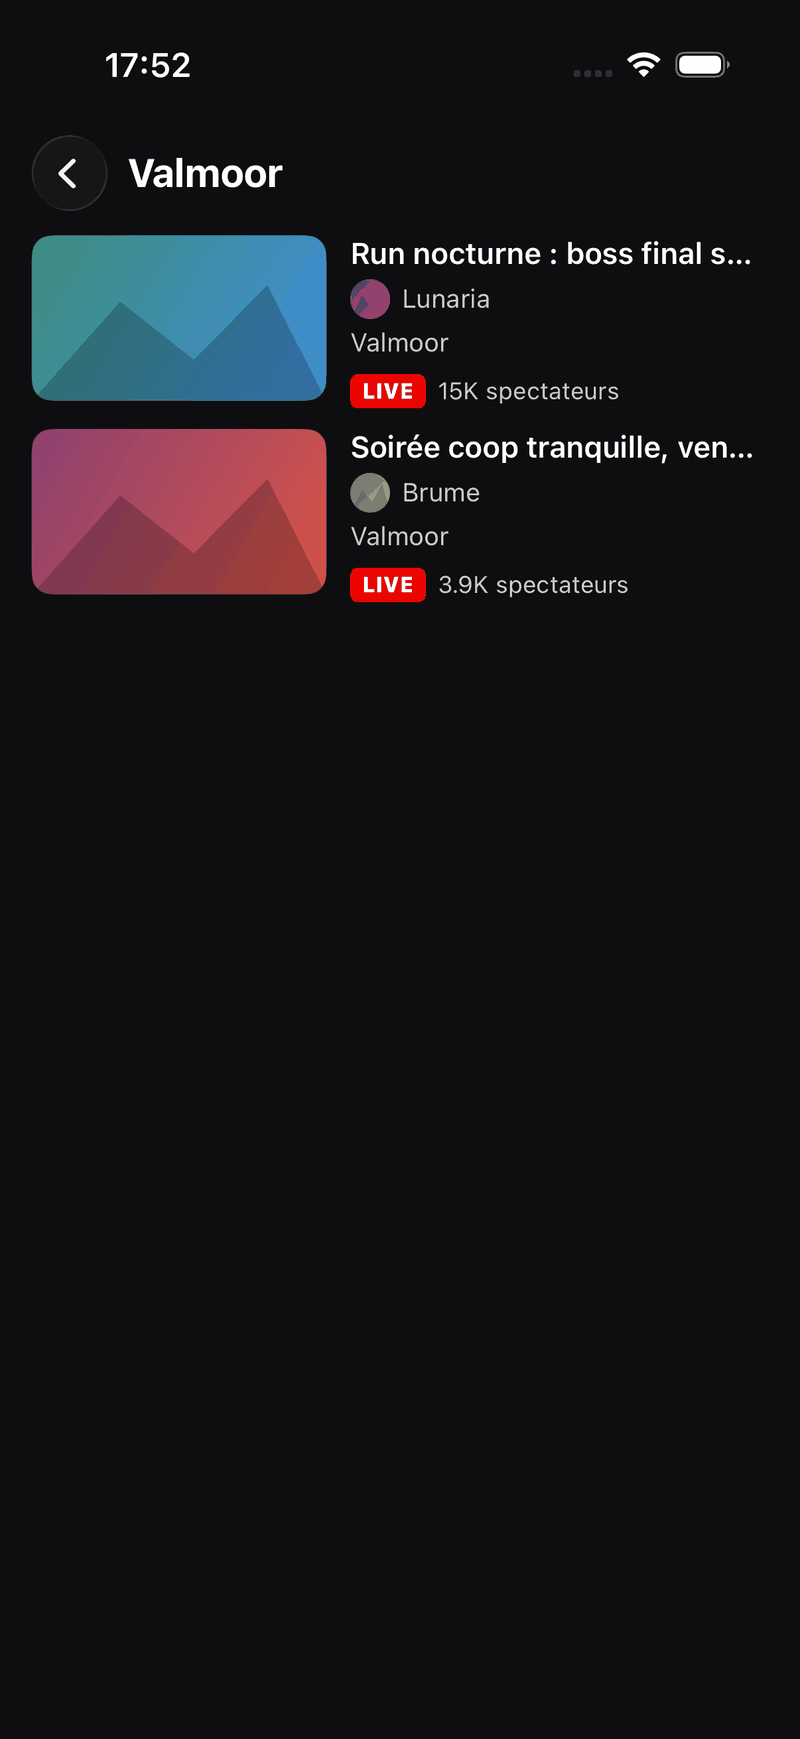 17:52
Valmoor
Run nocturne : boss final s...
Lunaria
Valmoor
LIVE 15K spectateurs
Soirée coop tranquille, ven...
Brume
Valmoor
LIVE 3.9K spectateurs